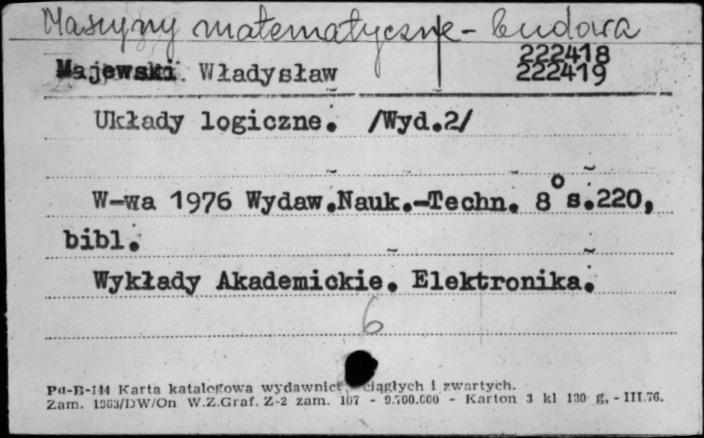 Maszyny matematyczne - budowa
222418
Majewski Władysław 222419
Układy logiczne. /Wyd.2/
W-wa 1976 Wydaw.Nauk.-Techn. 8° s.220,
bibl.
Wykłady Akademickie. Elektronika.
6
Pu-B-144 Karta katalogowa wydawnictw ciągłych i zwartych.
Zam. 1363/DW/On W.Z.Graf. Z-2 zam. 107 - 9.700.000 - Karton 3 kl 130 g, - III.76.